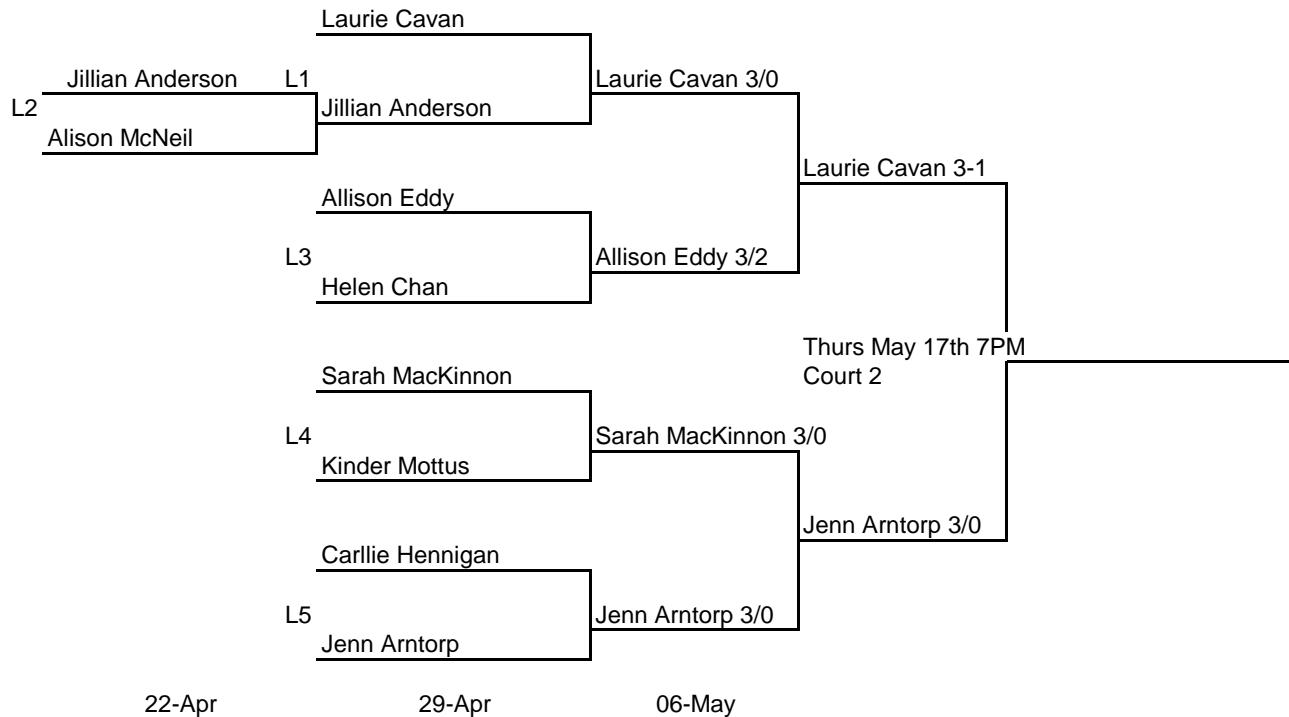 Laurie Cavan
Jillian Anderson L1 Laurie Cavan 3/0
L2 Jillian Anderson
Alison McNeil
Laurie Cavan 3-1
Allison Eddy
L3 Allison Eddy 3/2
Helen Chan
Thurs May 17th 7PM
Court 2
Sarah MacKinnon
L4 Sarah MacKinnon 3/0
Kinder Mottus
Jenn Arntorp 3/0
Carllie Hennigan
L5 Jenn Arntorp 3/0
Jenn Arntorp
22-Apr 29-Apr 06-May